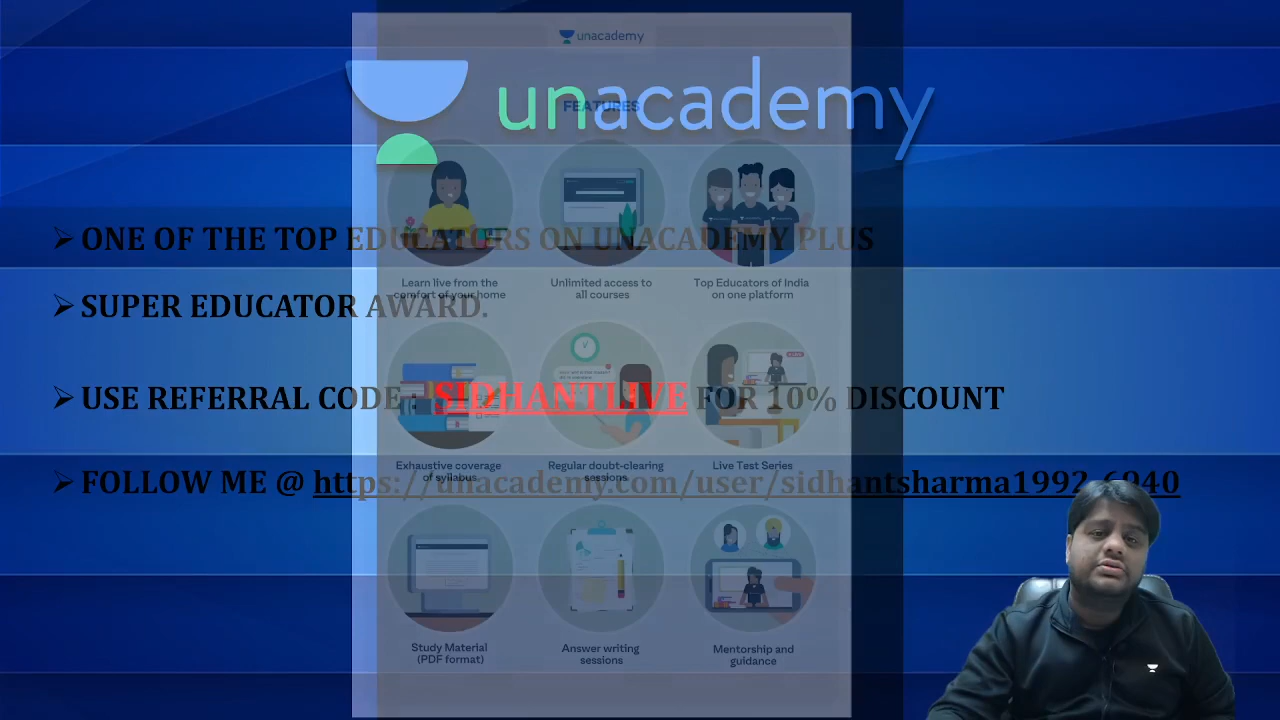 unacademy
unacademy
FEATURES
➢ ONE OF THE TOP EDUCATORS ON UNACADEMY PLUS
Learn live from the
comfort of your home
Unlimited access to
all courses
Top Educators of India
on one platform
➢ SUPER EDUCATOR AWARD.
➢ USE REFERRAL CODE : SIDHANTLIVE FOR 10% DISCOUNT
Exhaustive coverage
of syllabus
Regular doubt-clearing
sessions
Live Test Series
➢ FOLLOW ME @ https://unacademy.com/user/sidhantsharma1992-6940
Study Material
(PDF format)
Answer writing
sessions
Mentorship and
guidance